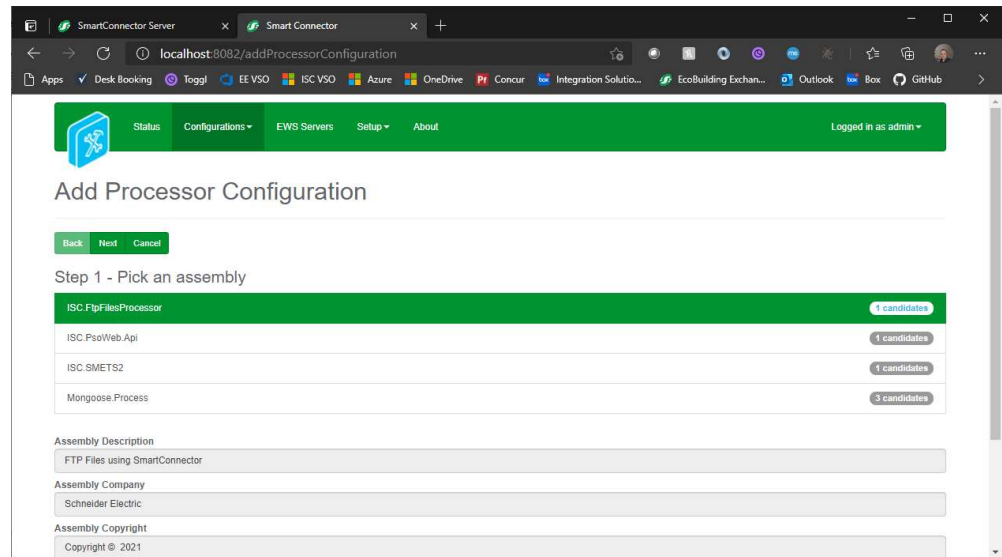 SmartConnector Server
Smart Connector
localhost:8082/addProcessorConfiguration
Apps Desk Booking Toggl EE VSO ISC VSO Azure OneDrive Concur Integration Solutio... EcoBuilding Exchan... Outlook Box GitHub
Status Configurations EWS Servers Setup About Logged in as admin
Add Processor Configuration
Back Next Cancel
Step 1 - Pick an assembly
ISC.FtpFilesProcessor 1 candidates
ISC.PsoWeb.Api 1 candidates
ISC.SMETS2 1 candidates
Mongoose.Process 3 candidates
Assembly Description
FTP Files using SmartConnector
Assembly Company
Schneider Electric
Assembly Copyright
Copyright © 2021